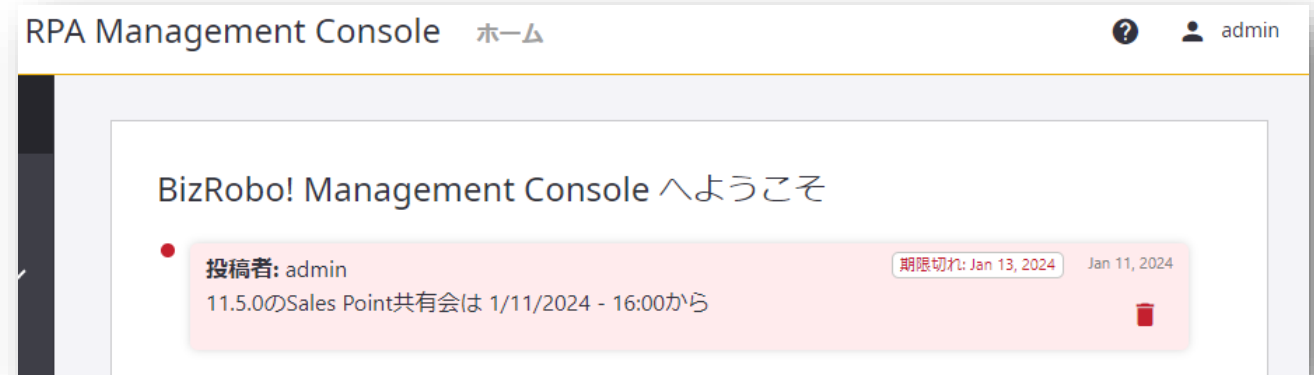 RPA Management Console ホーム admin
BizRobo! Management Console へようこそ
投稿者: admin 期限切れ: Jan 13, 2024 Jan 11, 2024
11.5.0のSales Point共有会は 1/11/2024 - 16:00から